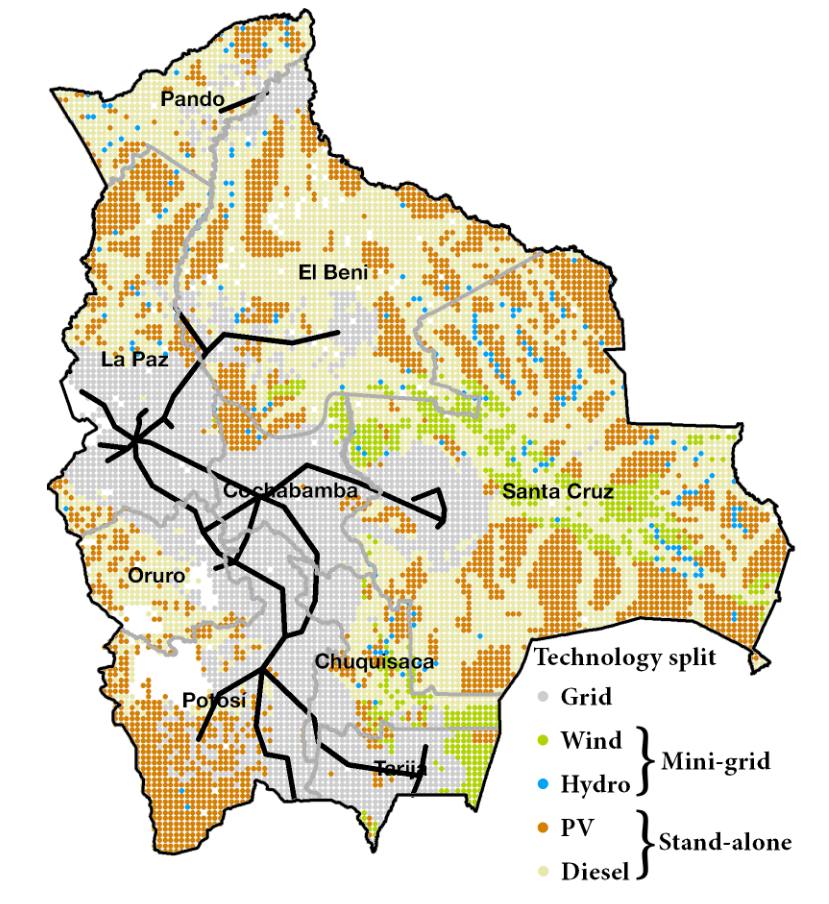 Pando
El Beni
La Paz
Cochabamba
Santa Cruz
Oruro
Chuquisaca
Potosí
Tarija
Technology split
Grid
Wind
Hydro
Mini-grid
PV
Diesel
Stand-alone